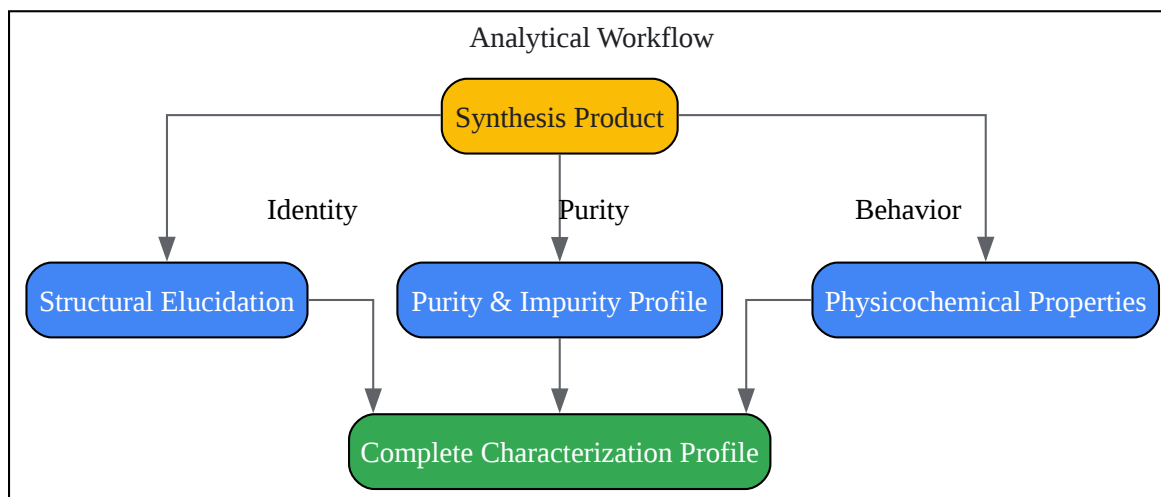 Analytical Workflow
Synthesis Product
Identity
Purity
Behavior
Structural Elucidation
Purity & Impurity Profile
Physicochemical Properties
Complete Characterization Profile